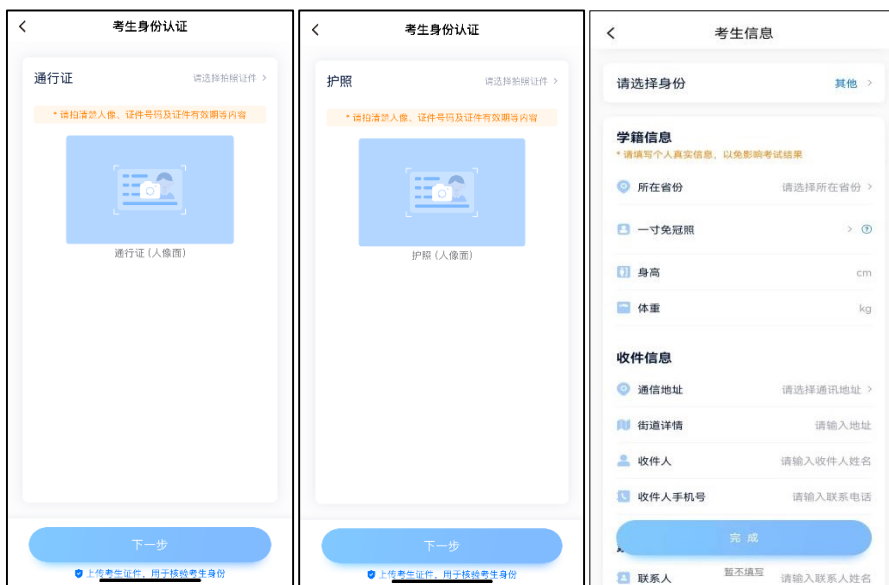 考生身份认证
通行证 请选择拍照证件 >
* 请拍清楚人像、证件号码及证件有效期等内容
通行证 (人像面)
下一步
上传考生证件，用于核验考生身份
考生身份认证
护照 请选择拍照证件 >
* 请拍清楚人像、证件号码及证件有效期等内容
护照 (人像面)
下一步
上传考生证件，用于核验考生身份
考生信息
请选择身份 其他 >
学籍信息
* 请填写个人真实信息，以免影响考试结果
所在省份 请选择所在省份 >
一寸免冠照 >
身高 cm
体重 kg
收件信息
通信地址 请选择通讯地址 >
街道详情 请输入地址
收件人 请输入收件人姓名
收件人手机号 请输入联系电话
完成
联系人 暂不填写 请输入联系人姓名